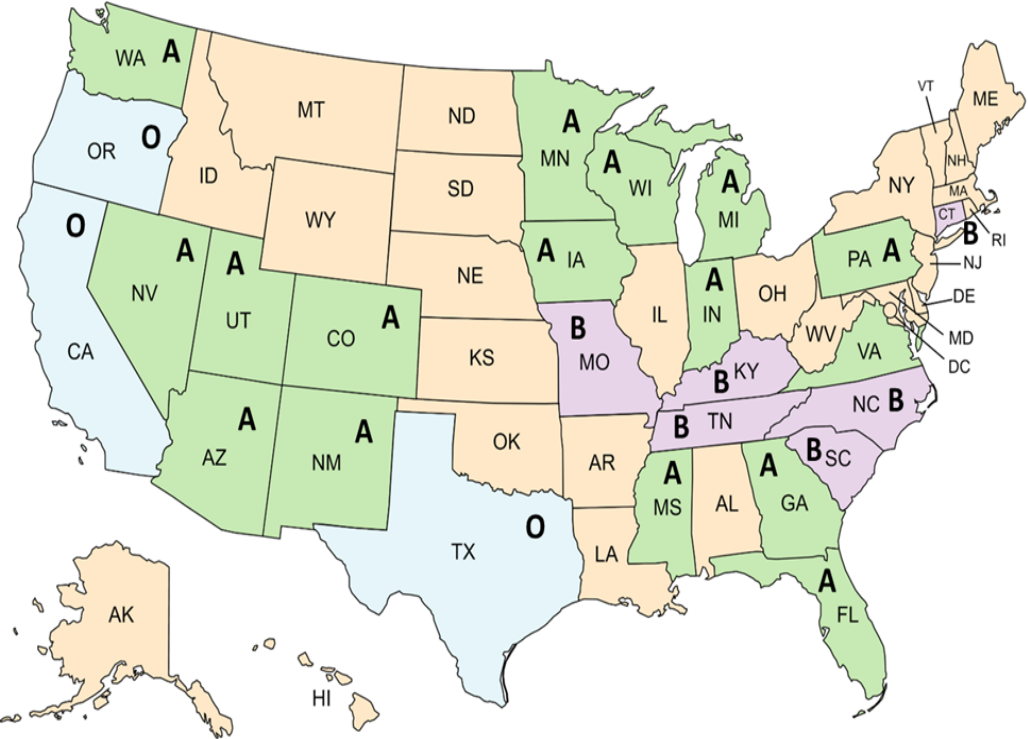 WA A
MT
ND
MN A
VT
ME
OR O
ID
SD
WI A
MI A
NY
NH
MA
CT B
RI
WY
NE
IA A
PA A
NJ
DE
CA O
NV A
UT A
CO A
KS
MO B
IL
IN A
OH
WV
VA
MD
DC
KY B
AZ A
NM A
OK
AR
TN B
NC B
SC B
TX O
LA
MS A
AL
GA A
FL A
AK
HI